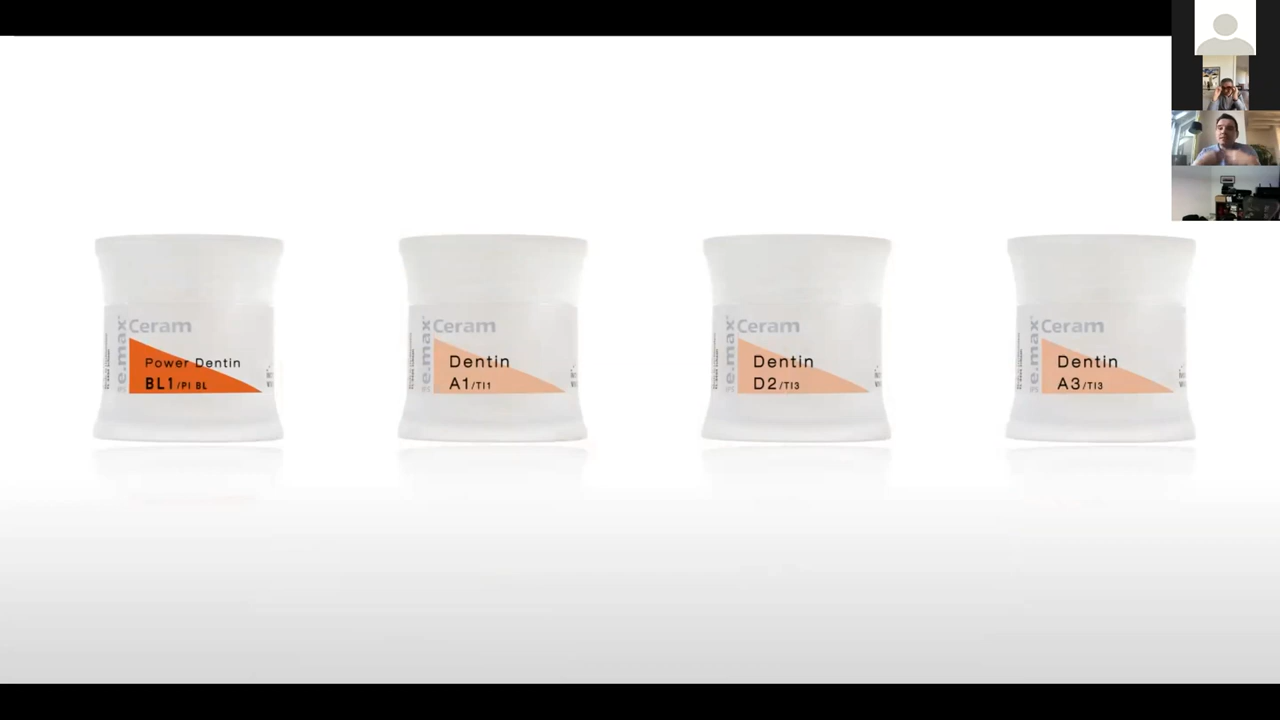 e.max Ceram
Power Dentin
BL1/PI BL
e.max Ceram
Dentin
A1/TI1
e.max Ceram
Dentin
D2/TI3
e.max Ceram
Dentin
A3/TI3